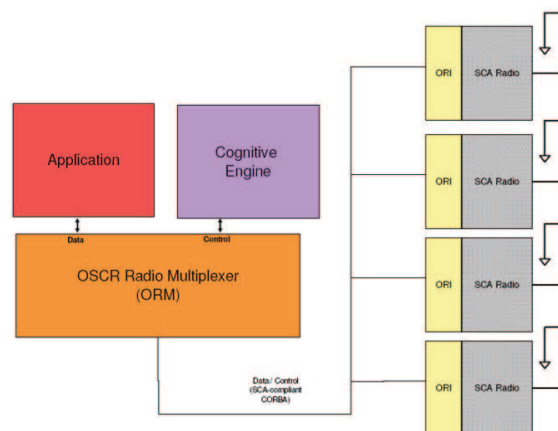 Application
Cognitive
Engine
Data
Control
OSCR Radio Multiplexer
(ORM)
Data / Control
(SCA-compliant
CORBA)
ORI
SCA Radio
ORI
SCA Radio
ORI
SCA Radio
ORI
SCA Radio